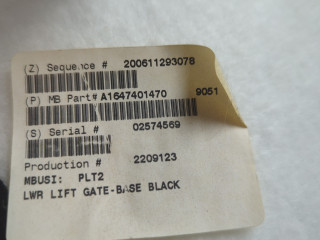 (Z) Sequence # 200611293078
(P) MB Part# A1647401470 9051
(S) Serial # 02574569
Production # 2209123
MBUSI: PLT2
LWR LIFT GATE-BASE BLACK